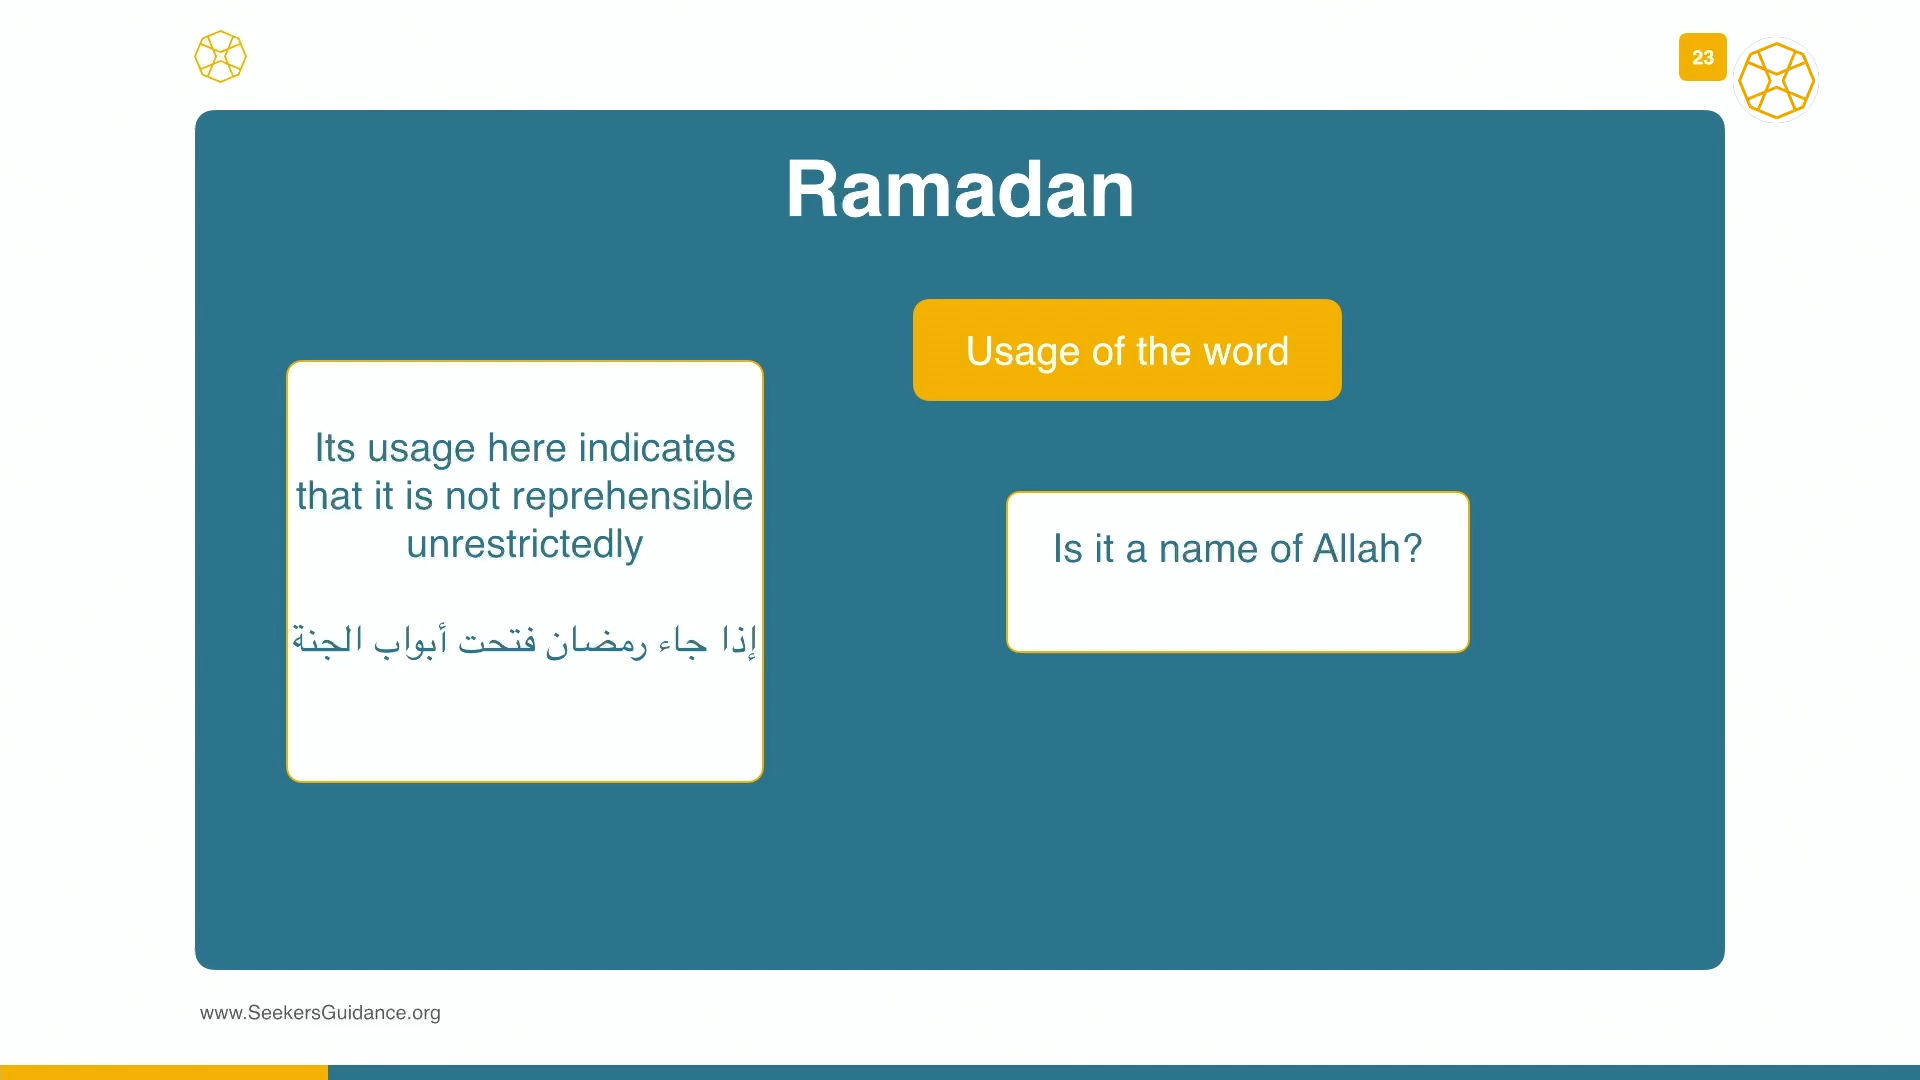 23
Ramadan
Usage of the word
Its usage here indicates
that it is not reprehensible
unrestrictedly
إذا جاء رمضان فتحت أبواب الجنة
Is it a name of Allah?
www.SeekersGuidance.org